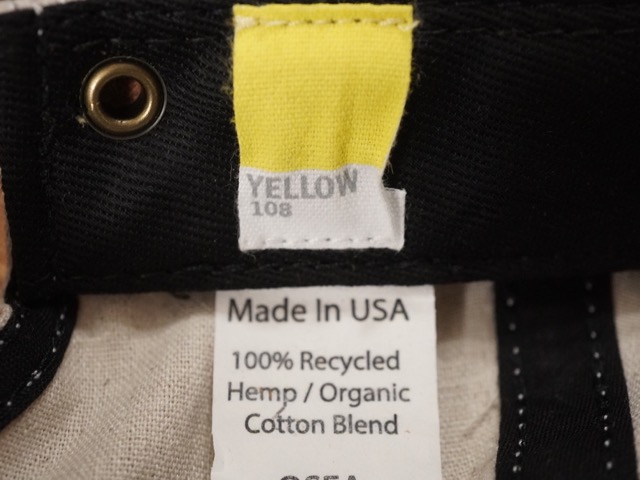 YELLOW
108
Made In USA
100% Recycled
Hemp / Organic
Cotton Blend